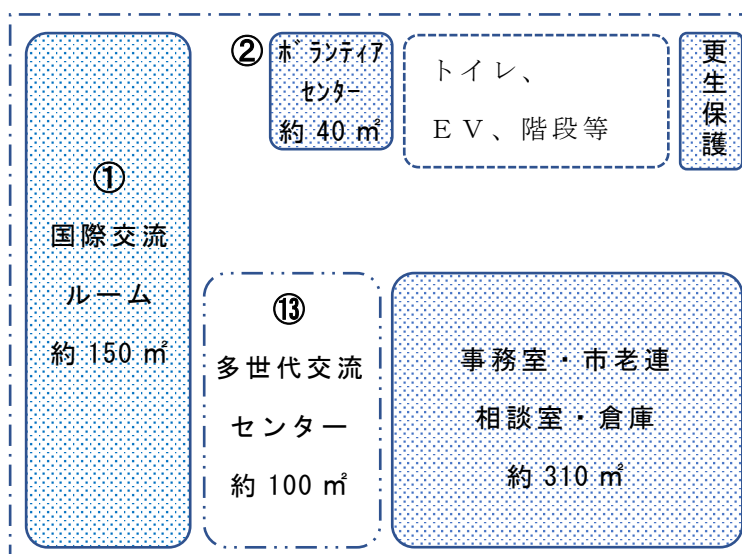 ①
国際交流
ルーム
約 150 ㎡
②
ボランティア
センター
約 40 ㎡
トイレ、
ＥＶ、階段等
更生保護
⑬
多世代交流
センター
約 100 ㎡
事務室・市老連
相談室・倉庫
約 310 ㎡